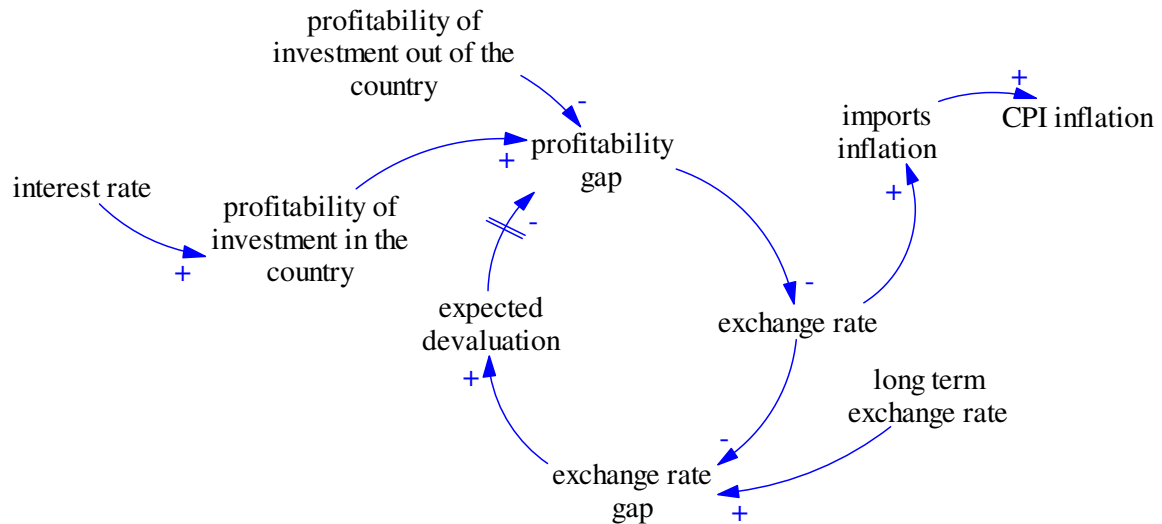 profitability of
investment out of the
country
-
+
imports
inflation
CPI inflation
profitability
gap
+
interest rate
profitability of
investment in the
country
+
-
+
expected
devaluation
-
exchange rate
+
long term
exchange rate
-
exchange rate
gap
+